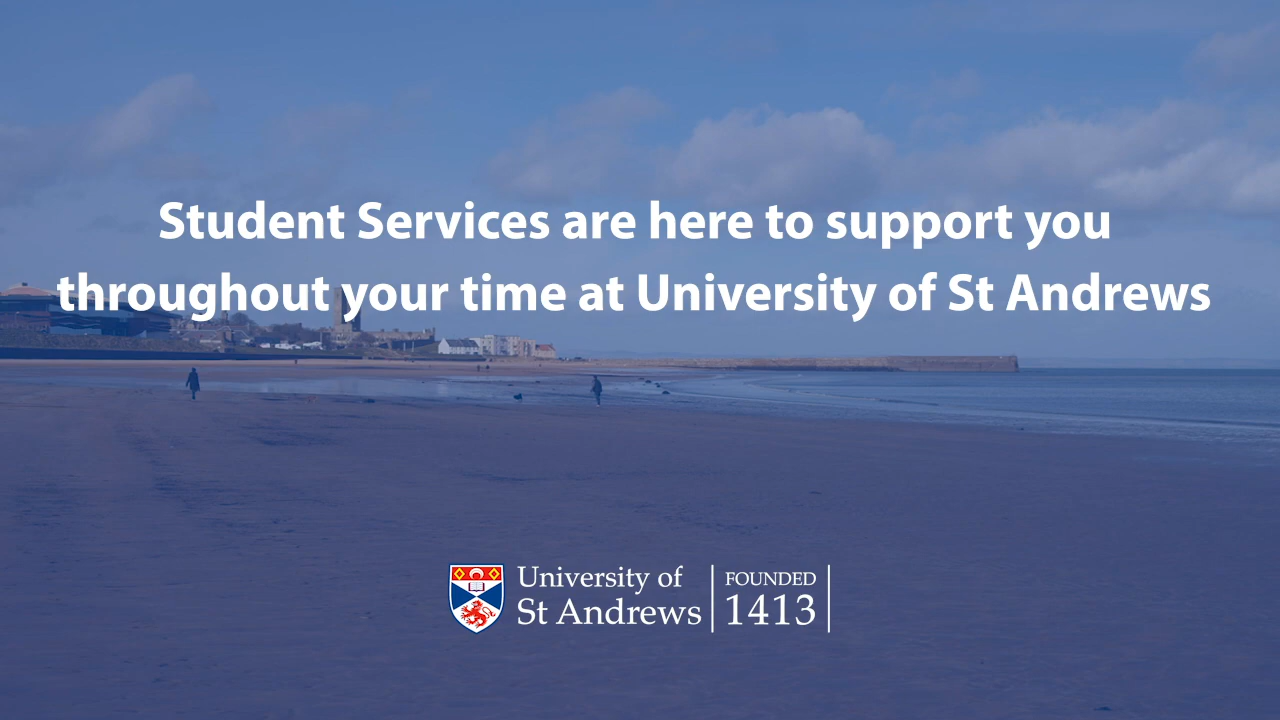 Student Services are here to support you
throughout your time at University of St Andrews
University of
St Andrews
FOUNDED
1413